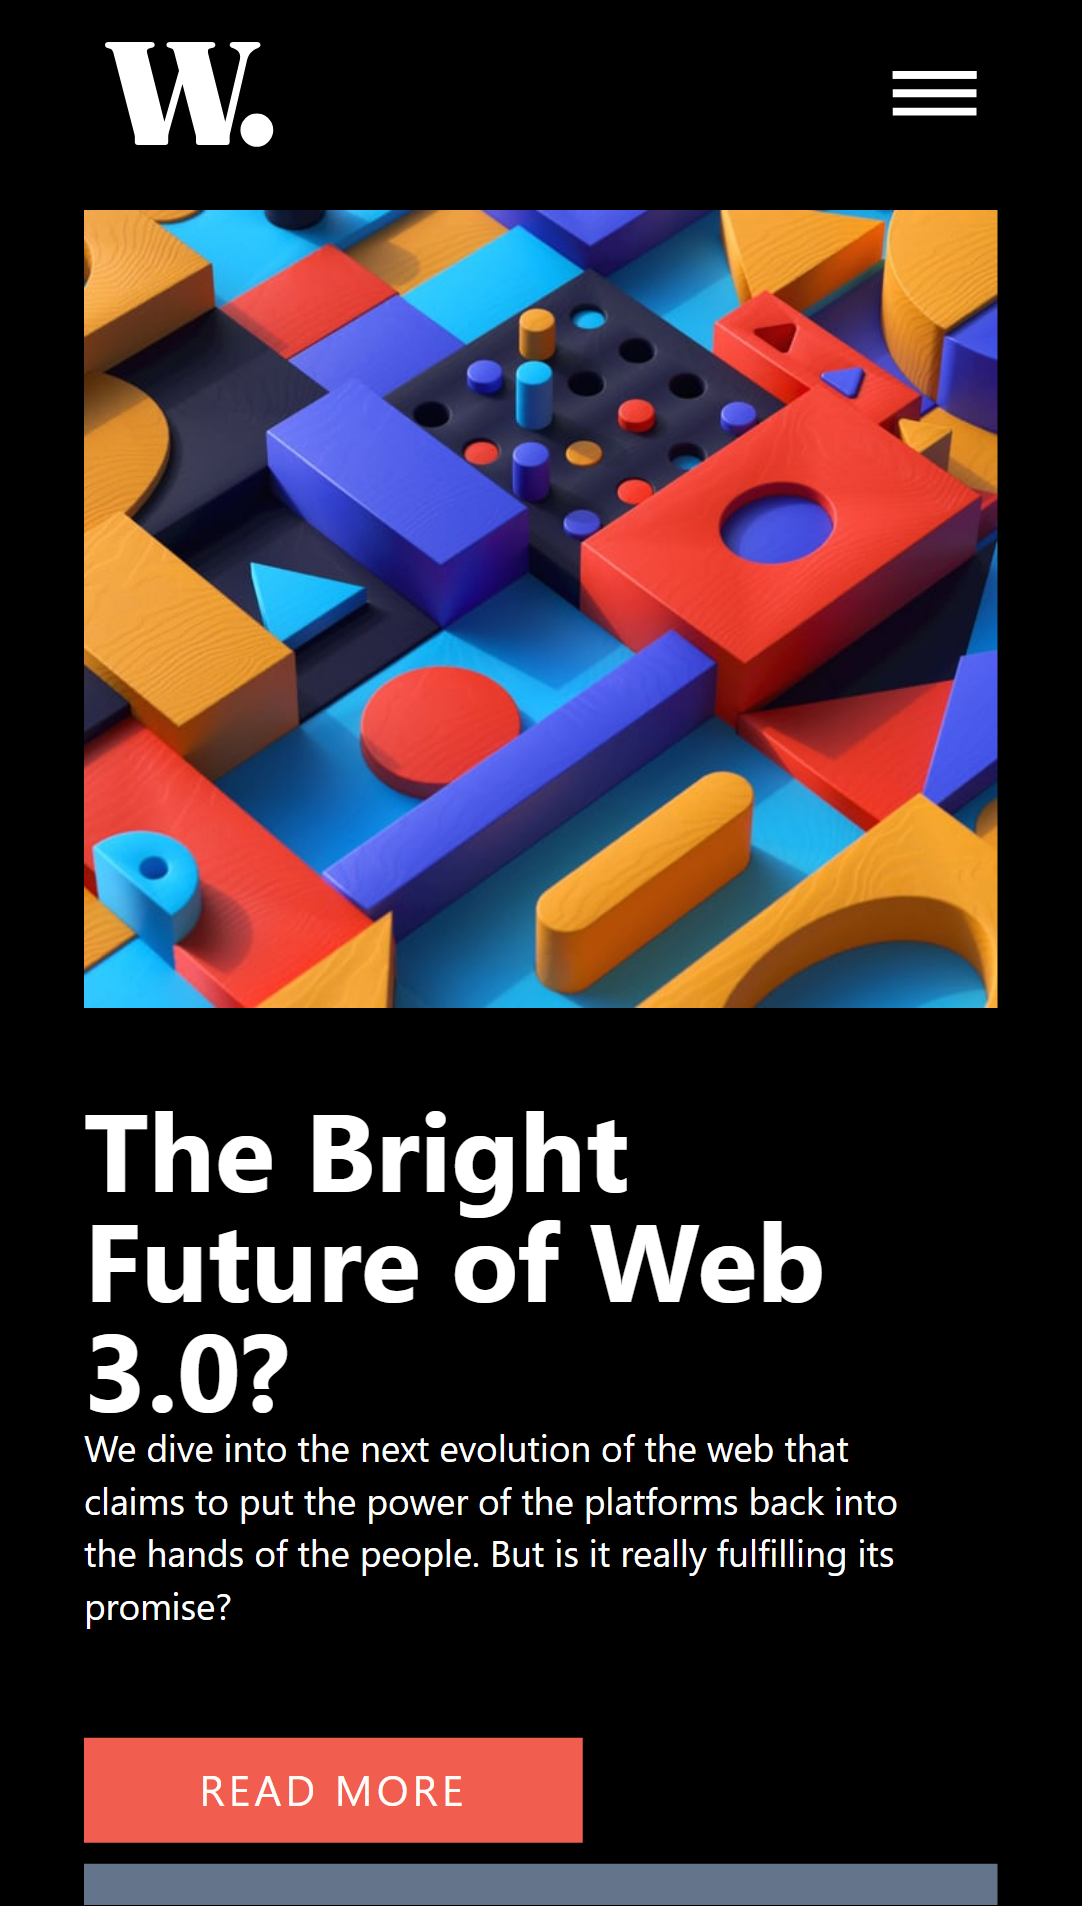 W.
The Bright
Future of Web
3.0?
We dive into the next evolution of the web that
claims to put the power of the platforms back into
the hands of the people. But is it really fulfilling its
promise?
READ MORE